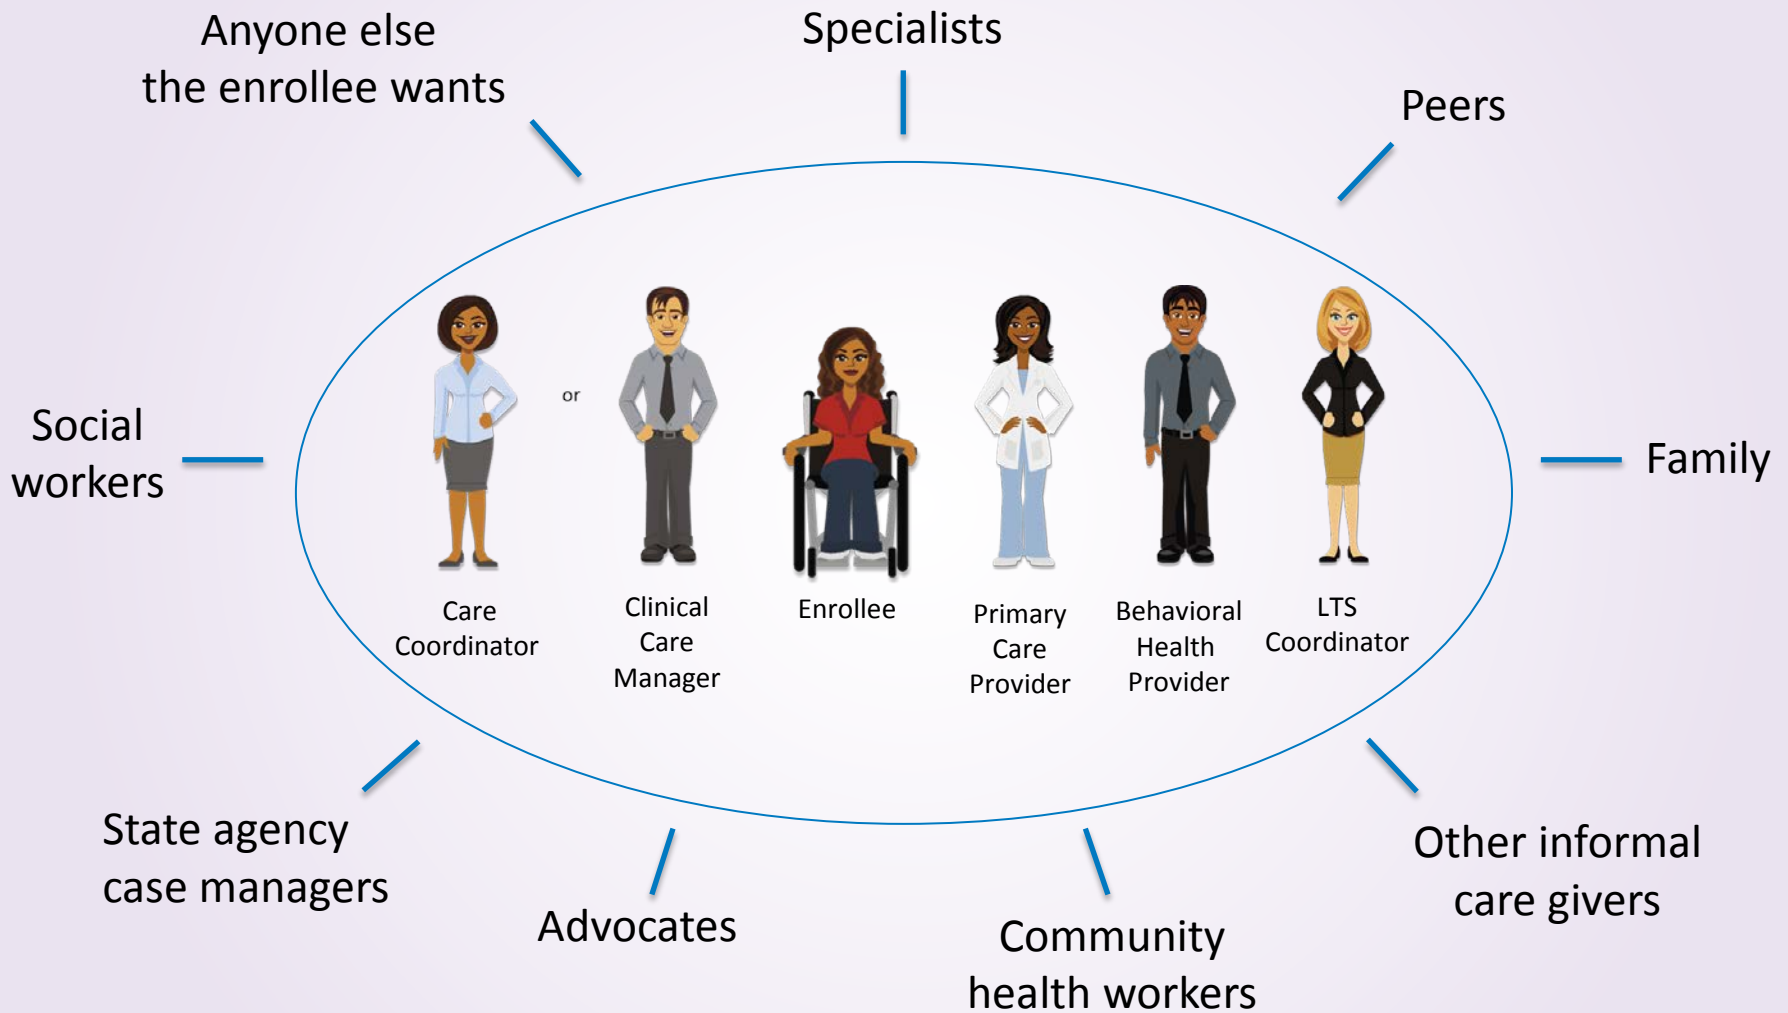 Anyone else
the enrollee wants
Specialists
Peers
Social
workers
or
Family
Care
Coordinator
Clinical
Care
Manager
Enrollee
Primary
Care
Provider
Behavioral
Health
Provider
LTS
Coordinator
State agency
case managers
Advocates
Community
health workers
Other informal
care givers